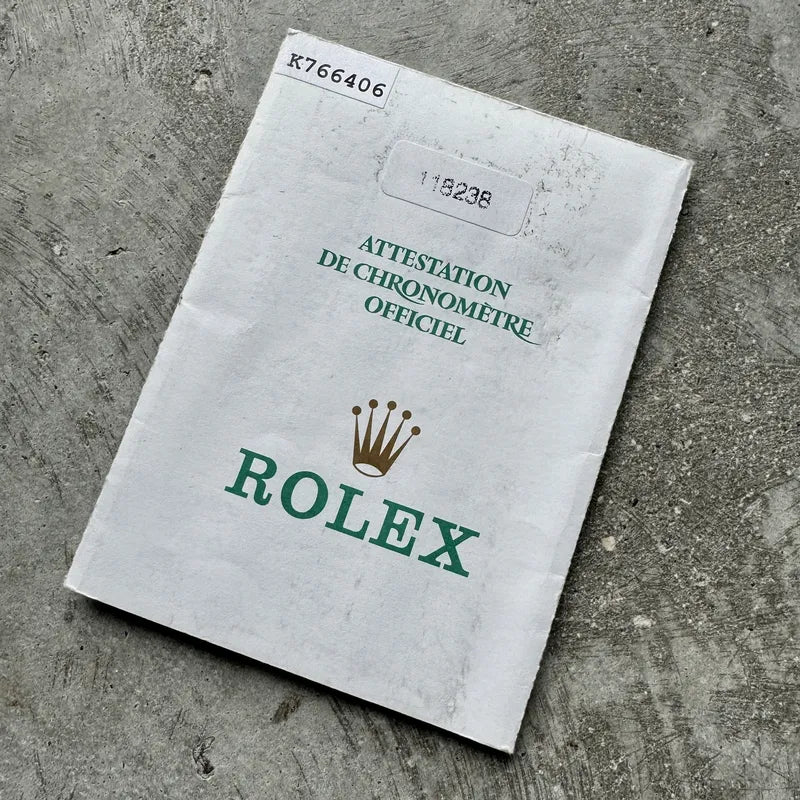 K766406
118238
ATTESTATION
DE CHRONOMÈTRE
OFFICIEL
ROLEX